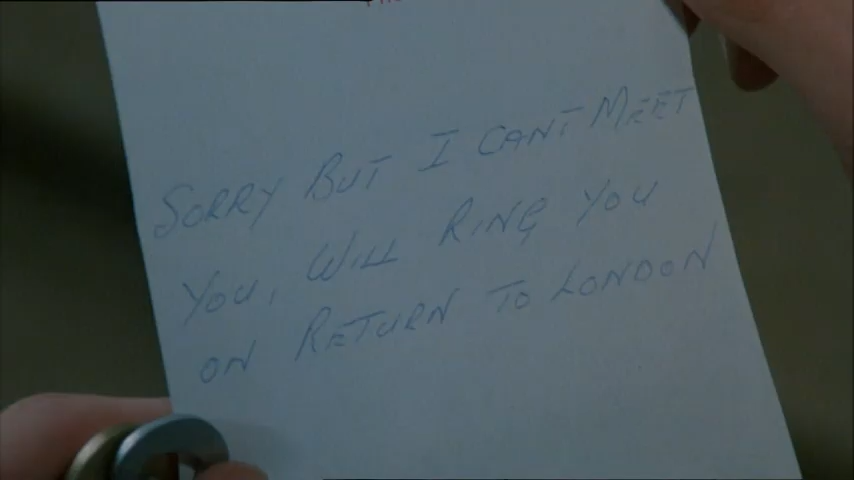 SORRY BUT I CANT MEET
YOU, WILL RING YOU
ON RETURN TO LONDON